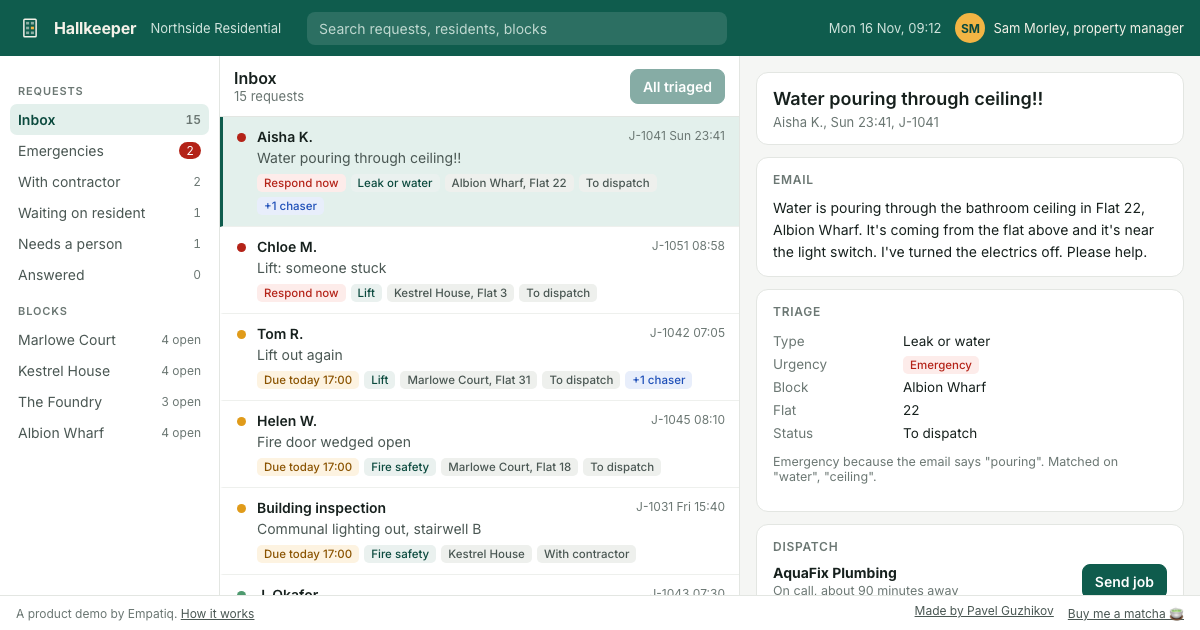 Hallkeeper
Northside Residential
Search requests, residents, blocks
Mon 16 Nov, 09:12
SM
Sam Morley, property manager
REQUESTS
Inbox 15
Emergencies 2
With contractor 2
Waiting on resident 1
Needs a person 1
Answered 0
BLOCKS
Marlowe Court 4 open
Kestrel House 4 open
The Foundry 3 open
Albion Wharf 4 open
Inbox
15 requests
All triaged
Aisha K. J-1041 Sun 23:41
Water pouring through ceiling!!
Respond now Leak or water Albion Wharf, Flat 22 To dispatch
+1 chaser
Chloe M. J-1051 08:58
Lift: someone stuck
Respond now Lift Kestrel House, Flat 3 To dispatch
Tom R. J-1042 07:05
Lift out again
Due today 17:00 Lift Marlowe Court, Flat 31 To dispatch +1 chaser
Helen W. J-1045 08:10
Fire door wedged open
Due today 17:00 Fire safety Marlowe Court, Flat 18 To dispatch
Building inspection J-1031 Fri 15:40
Communal lighting out, stairwell B
Due today 17:00 Fire safety Kestrel House With contractor
J. Okafor J-1043 07:30
Water pouring through ceiling!!
Aisha K., Sun 23:41, J-1041
EMAIL
Water is pouring through the bathroom ceiling in Flat 22,
Albion Wharf. It's coming from the flat above and it's near
the light switch. I've turned the electrics off. Please help.
TRIAGE
Type Leak or water
Urgency Emergency
Block Albion Wharf
Flat 22
Status To dispatch
Emergency because the email says "pouring". Matched on
"water", "ceiling".
DISPATCH
AquaFix Plumbing
On call, about 90 minutes away
Send job
A product demo by Empatiq. How it works
Made by Pavel Guzhikov
Buy me a matcha